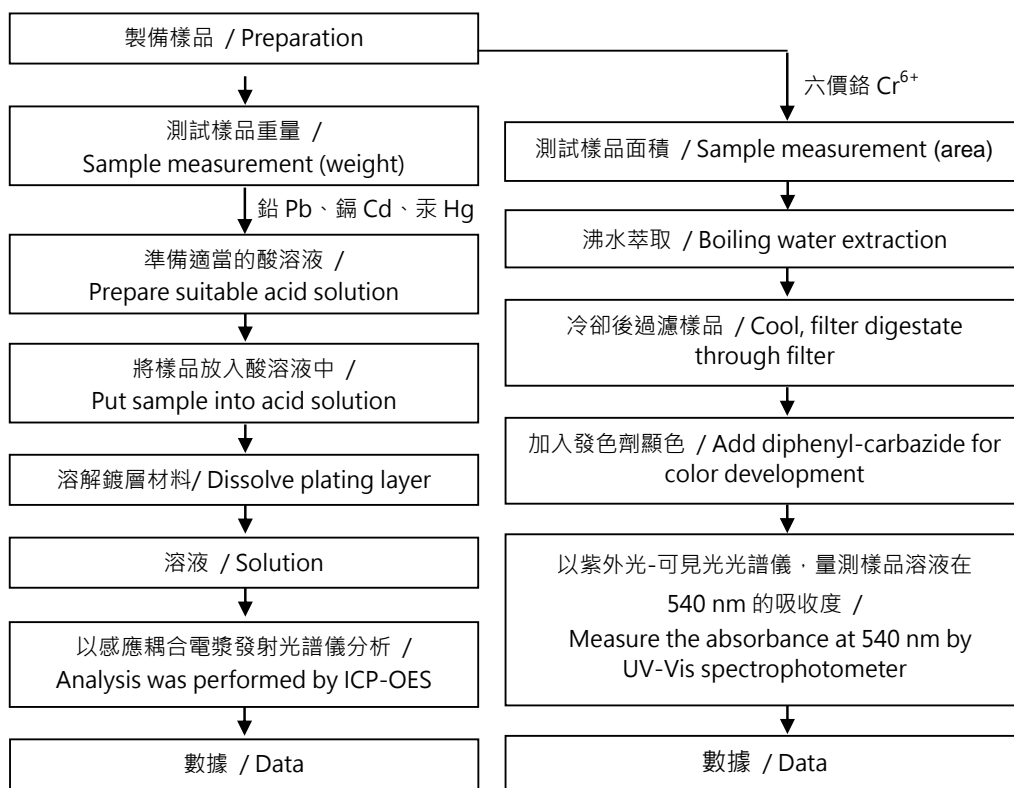 製備樣品 / Preparation
測試樣品重量 /
Sample measurement (weight)
鉛 Pb、鎘 Cd、汞 Hg
準備適當的酸溶液 /
Prepare suitable acid solution
將樣品放入酸溶液中 /
Put sample into acid solution
溶解鍍層材料/ Dissolve plating layer
溶液 / Solution
以感應耦合電漿發射光譜儀分析 /
Analysis was performed by ICP-OES
數據 / Data
六價鉻 Cr⁶⁺
測試樣品面積 / Sample measurement (area)
沸水萃取 / Boiling water extraction
冷卻後過濾樣品 / Cool, filter digestate
through filter
加入發色劑顯色 / Add diphenyl-carbazide for
color development
以紫外光-可見光光譜儀，量測樣品溶液在
540 nm 的吸收度 /
Measure the absorbance at 540 nm by
UV-Vis spectrophotometer
數據 / Data